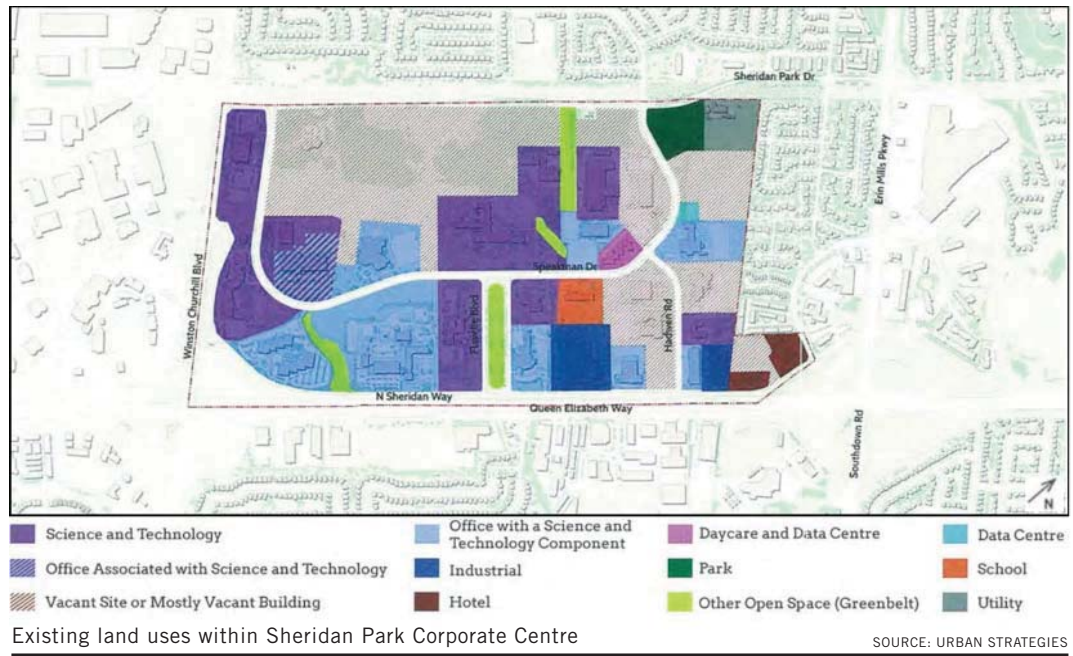 Sheridan Park Dr
Erin Mills Pkwy
Winston Churchill Blvd
Speakman Dr
Flavelle Blvd
Hadwen Rd
N Sheridan Way
Queen Elizabeth Way
Southdown Rd
N
Science and Technology
Office with a Science and
Technology Component
Daycare and Data Centre
Data Centre
Office Associated with Science and Technology
Industrial
Park
School
Vacant Site or Mostly Vacant Building
Hotel
Other Open Space (Greenbelt)
Utility
Existing land uses within Sheridan Park Corporate Centre
SOURCE: URBAN STRATEGIES